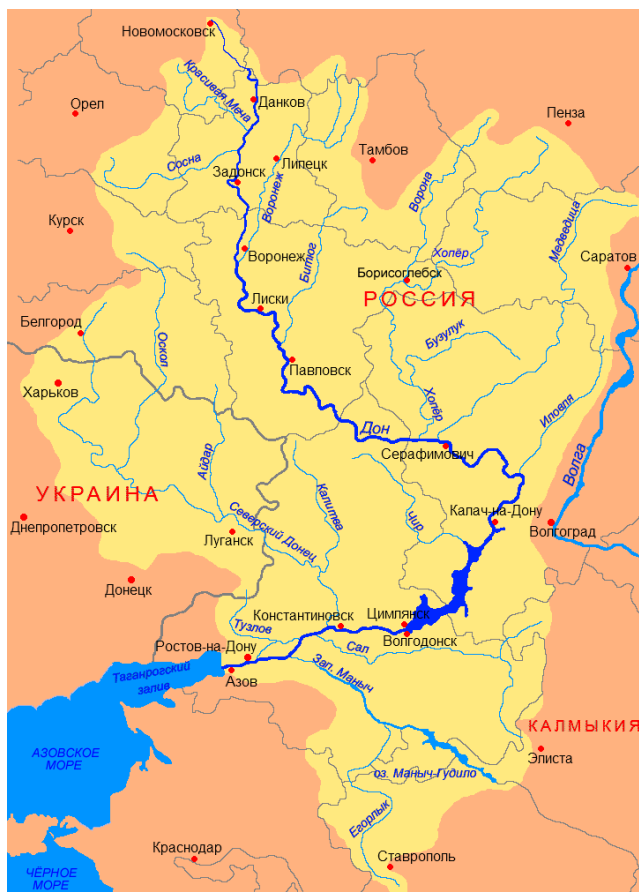 Новомосковск
Красивая Меча
Данков
Орел
Пенза
Сосна
Липецк
Тамбов
Задонск
Воронеж
Ворона
Медведица
Курск
Воронеж
Битюг
Хопёр
Саратов
Борисоглебск
РОССИЯ
Лиски
Белгород
Оскол
Бузулук
Павловск
Харьков
Хопёр
Иловля
Дон
Серафимович
Волга
Айдар
УКРАИНА
Калитва
Чир
Капач-на-Дону
Днепропетровск
Северский Донец
Луганск
Волгоград
Донецк
Константиновск
Цимлянск
Тузлов
Волгодонск
Ростов-на-Дону
Сал
Таганрогский
залив
Азов
Зап. Маныч
КАЛМЫКИЯ
АЗОВСКОЕ
МОРЕ
Элиста
оз. Маныч-Гудило
Егорлык
Краснодар
Ставрополь
ЧЁРНОЕ
МОРЕ